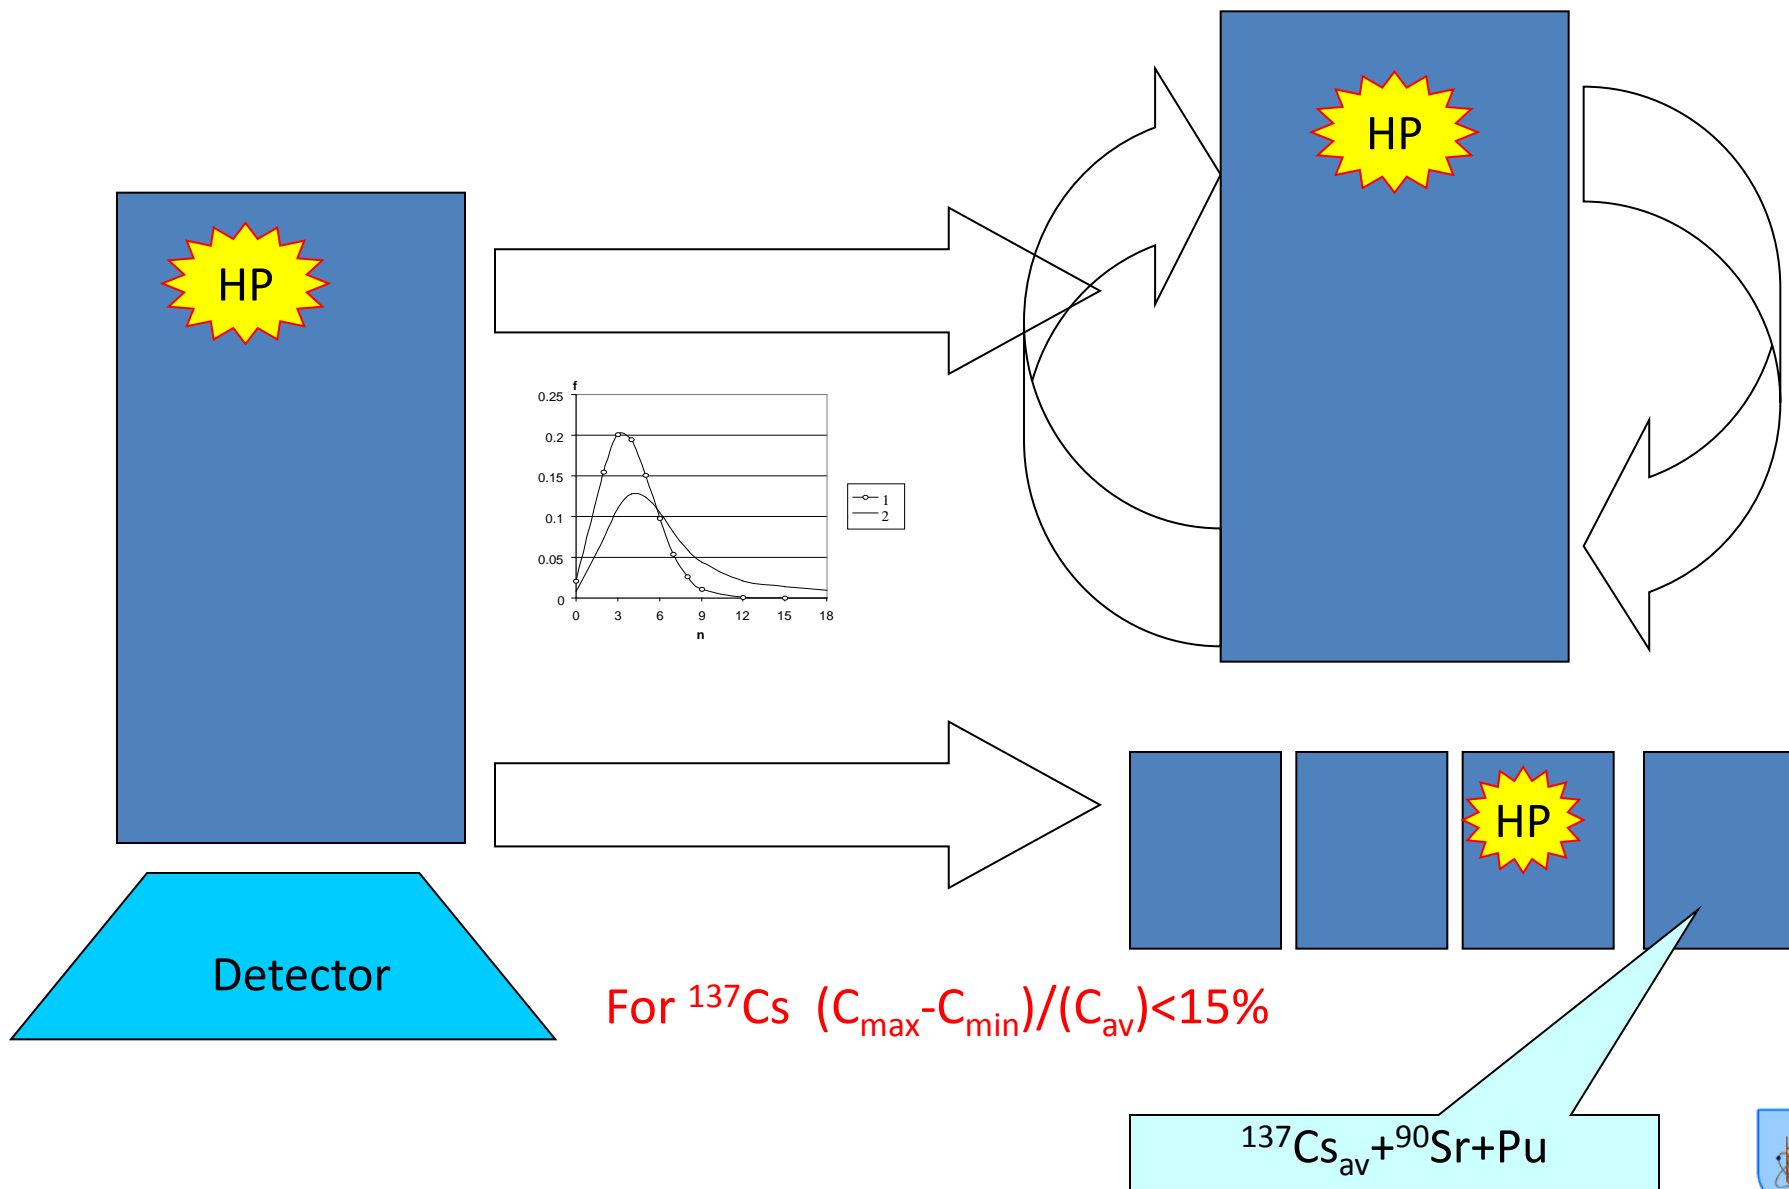 HP
HP
f
0.25
0.2
0.15
0.1
0.05
0
0 3 6 9 12 15 18
n
1
2
HP
Detector
For ¹³⁷Cs (Cₘₐₓ-Cₘᵢₙ)/(Cₐᵥ)<15%
¹³⁷Csₐᵥ+⁹⁰Sr+Pu